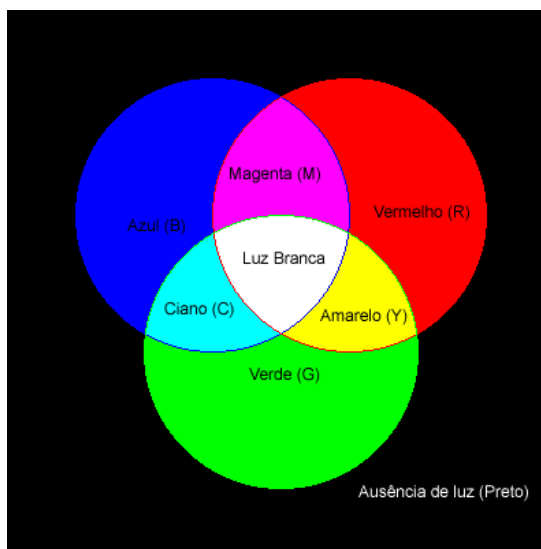 Magenta (M)
Vermelho (R)
Azul (B)
Luz Branca
Ciano (C)
Amarelo (Y)
Verde (G)
Ausência de luz (Preto)